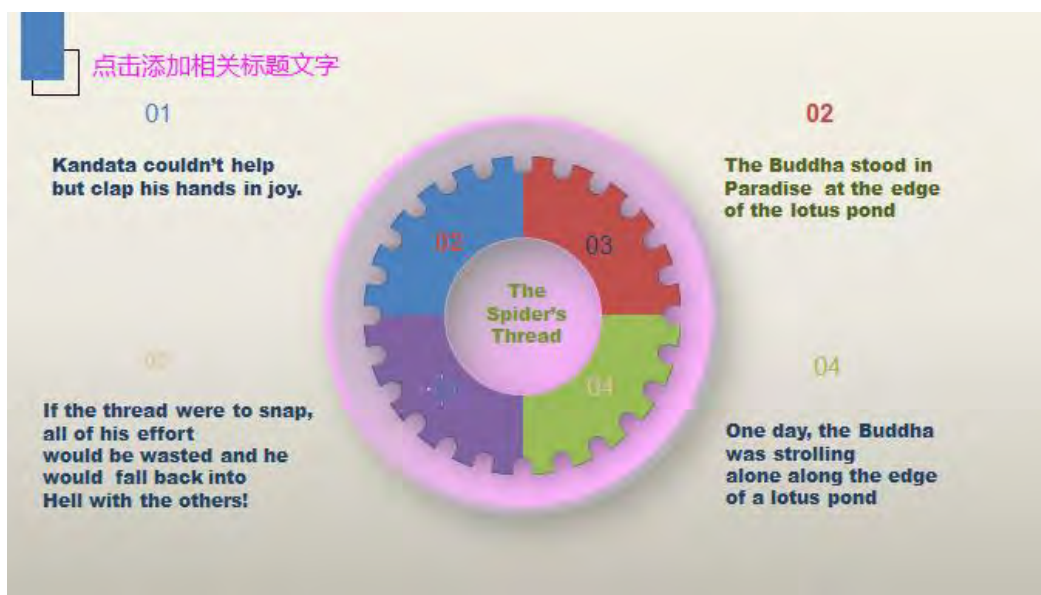 点击添加相关标题文字
01
Kandata couldn't help
but clap his hands in joy.
02
The Buddha stood in
Paradise at the edge
of the lotus pond
02
03
The
Spider's
Thread
04
If the thread were to snap,
all of his effort
would be wasted and he
would fall back into
Hell with the others!
04
One day, the Buddha
was strolling
alone along the edge
of a lotus pond